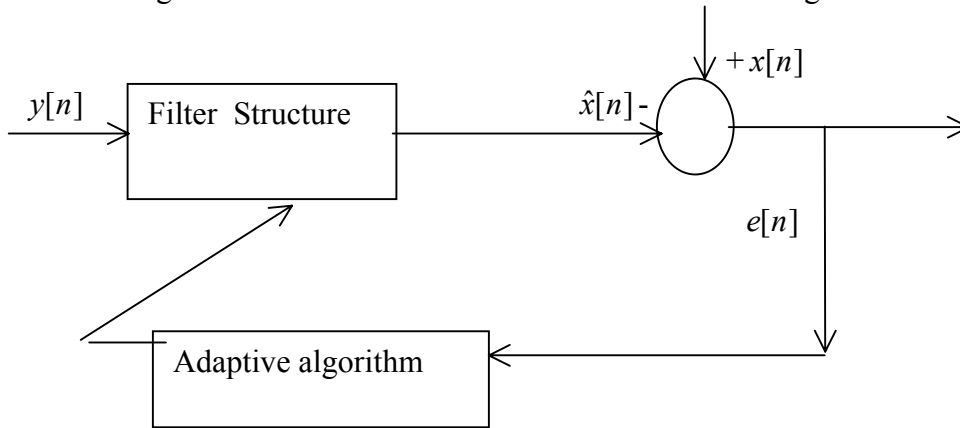 + x[n]
y[n]
Filter Structure
x̂[n] -
e[n]
Adaptive algorithm